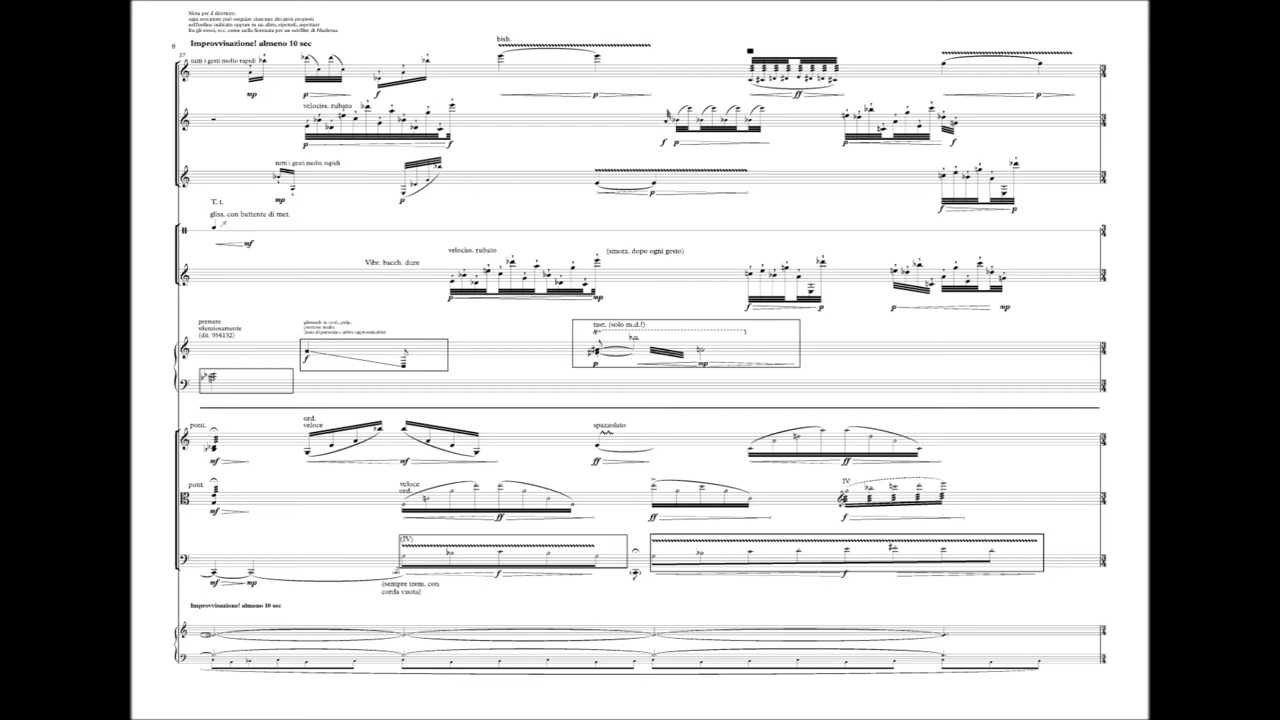 Nota per il direttore:
ogni esecutore può eseguire ciascuno dei gesti proposti
nell'ordine indicato oppure in un altro, ripeterli, aspettare
fra gli stessi, ecc. come nella Serenata per un satellite di Maderna
8
Improvvisazione! almeno 10 sec
bisb.
37
tutti i gesti molto rapidi
mp p f p ff p
velociss. rubato
p f f p p f
tutti i gesti molto rapidi
p
mp p f p
T. t.
gliss. con battente di met.
mf
velociss. rubato (smorz. dopo ogni gesto)
Vibr. bacch. dure
p mp f p p mp
premere
silenziosamente
(dit. 554132)
tast. (solo m.d.!)
8
f p mp
ord.
pont. veloce spazzolato
mf mf ff ff
pont. veloce IV
ord.
mf ff ff f
(IV)
mf mp f f
(sempre trem. con
corda vuota)
Improvvisazione! almeno 10 sec